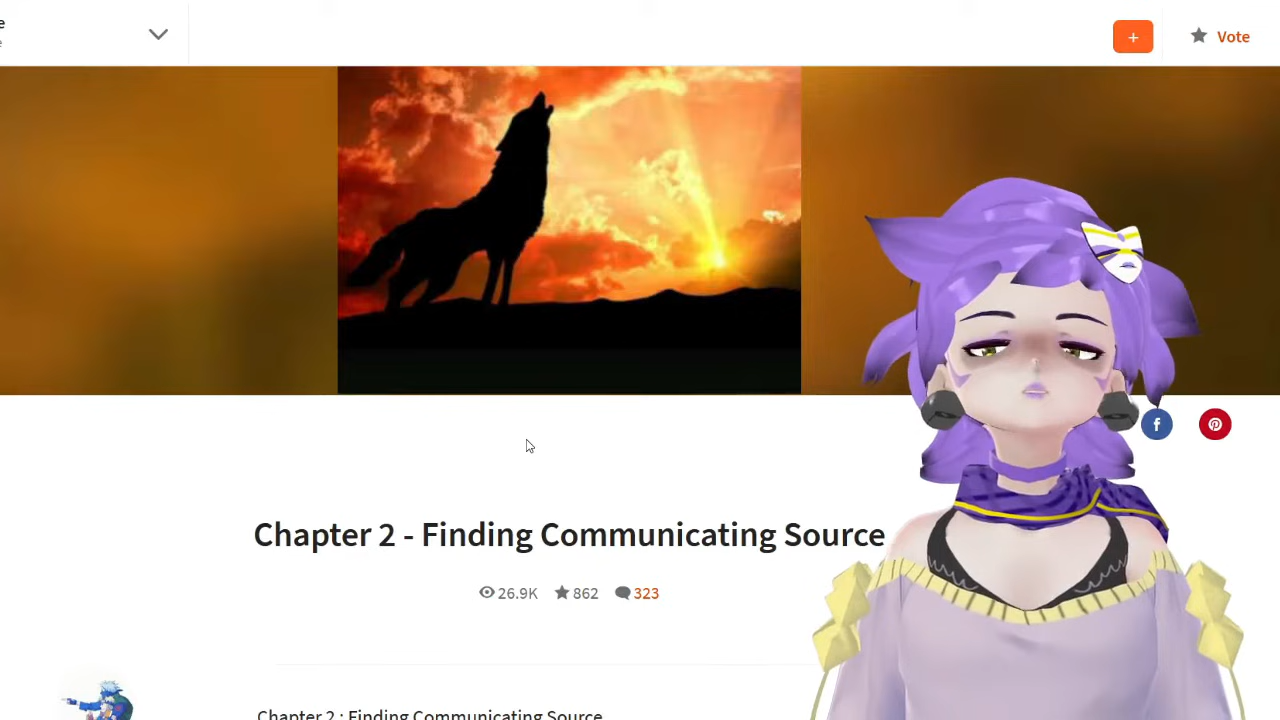 e
e
+
Vote
f
Chapter 2 - Finding Communicating Source
26.9K 862 323
Chapter 2 : Finding Communicating Source